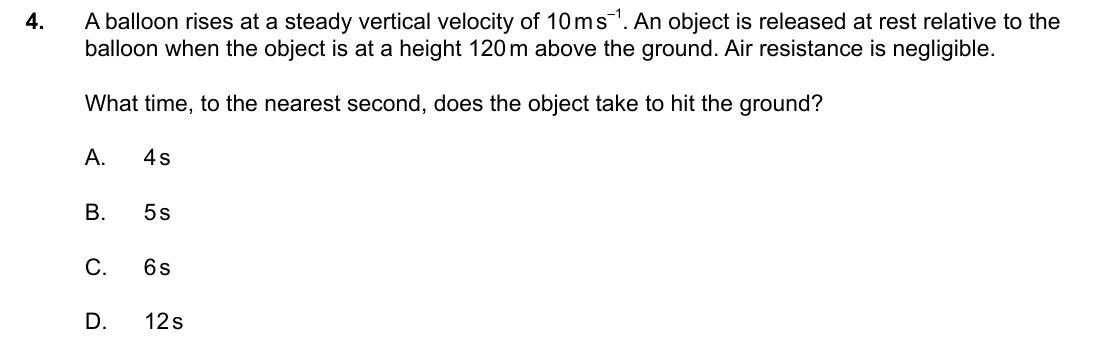 4. A balloon rises at a steady vertical velocity of 10 m s⁻¹. An object is released at rest relative to the
balloon when the object is at a height 120 m above the ground. Air resistance is negligible.
What time, to the nearest second, does the object take to hit the ground?
A. 4 s
B. 5 s
C. 6 s
D. 12 s